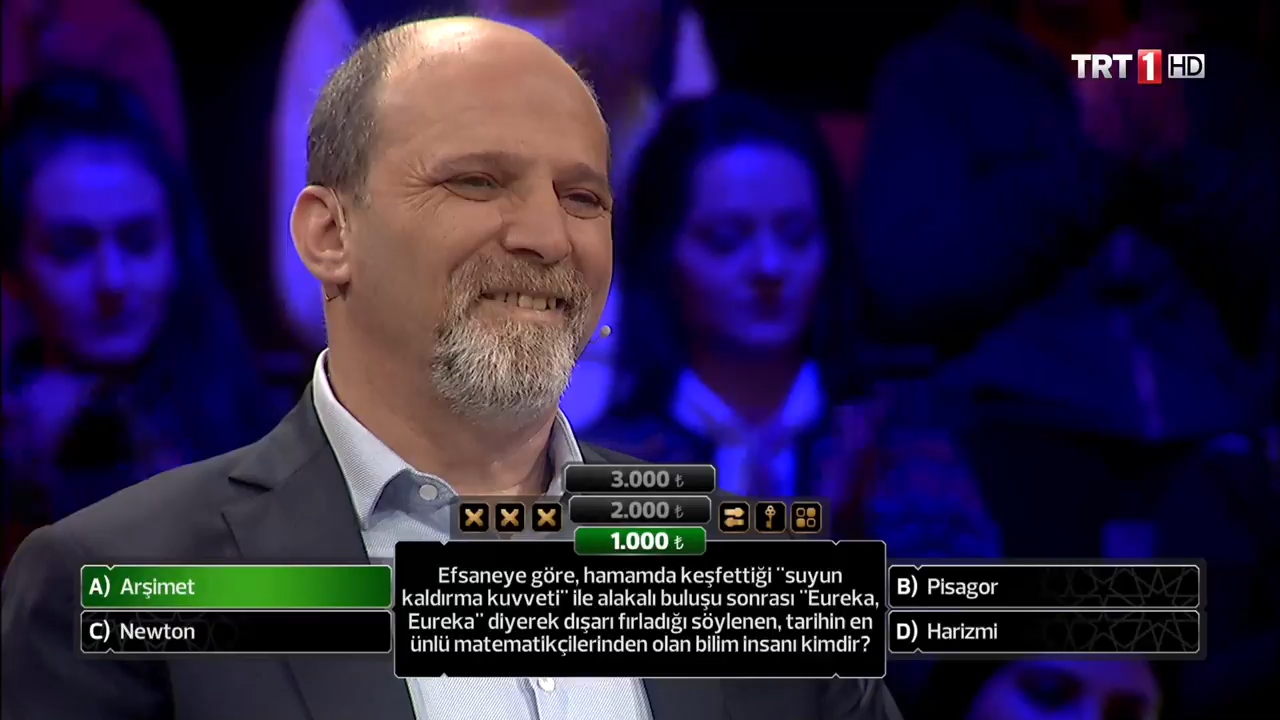 TRT 1 HD
3.000 ₺
2.000 ₺
1.000 ₺
Efsaneye göre, hamamda keşfettiği "suyun
kaldırma kuvveti" ile alakalı buluşu sonrası "Eureka,
Eureka" diyerek dışarı fırladığı söylenen, tarihin en
ünlü matematikçilerinden olan bilim insanı kimdir?
A) Arşimet
B) Pisagor
C) Newton
D) Harizmi